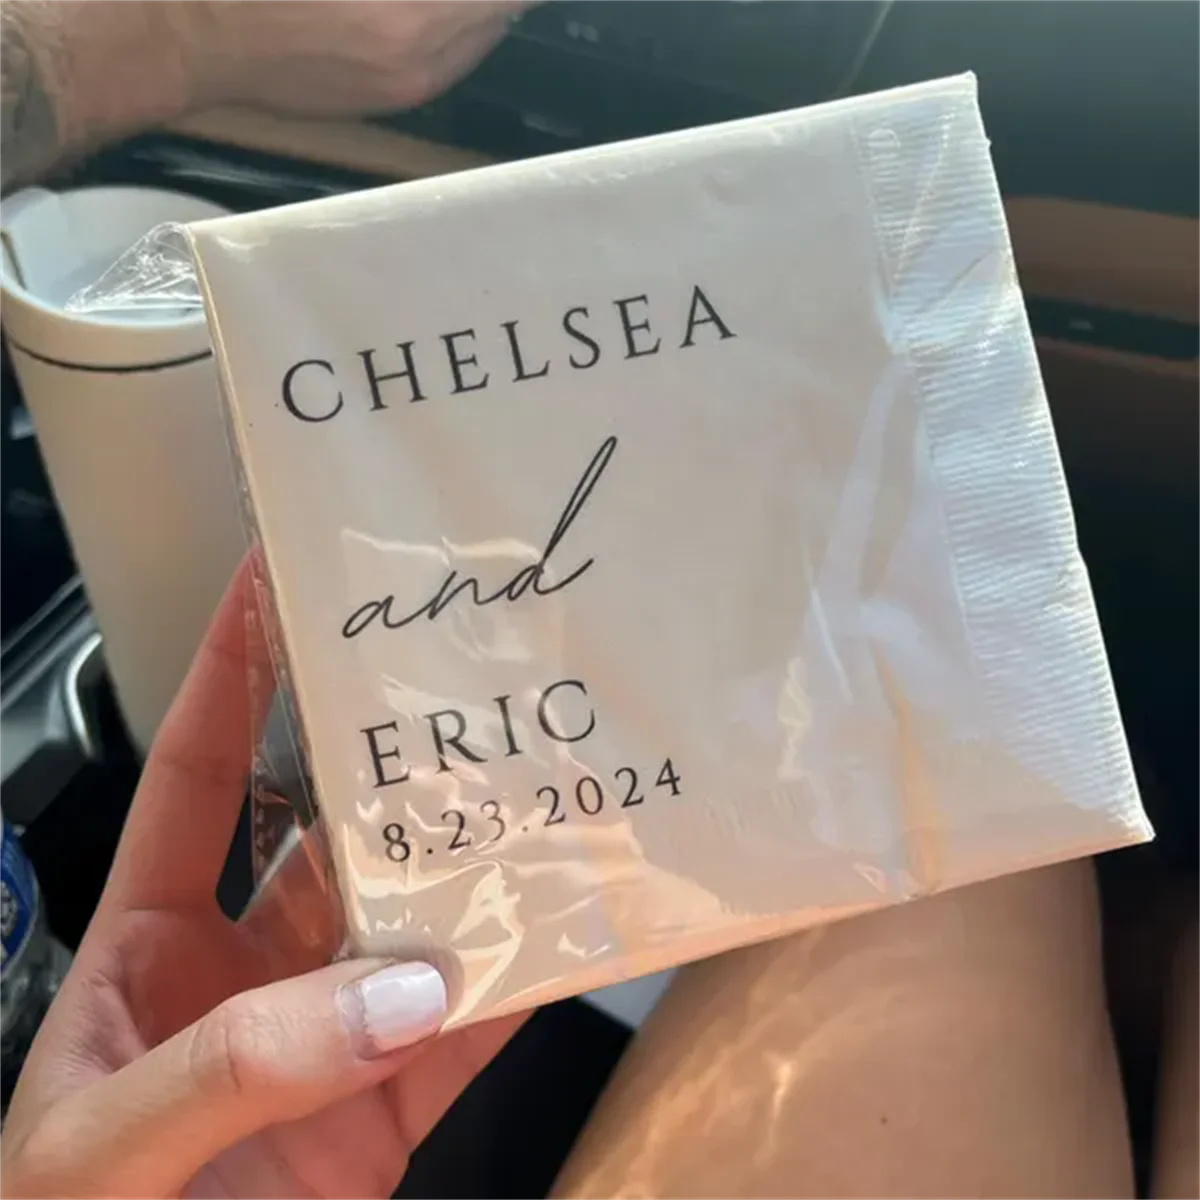 CHELSEA
and
ERIC
8.23.2024